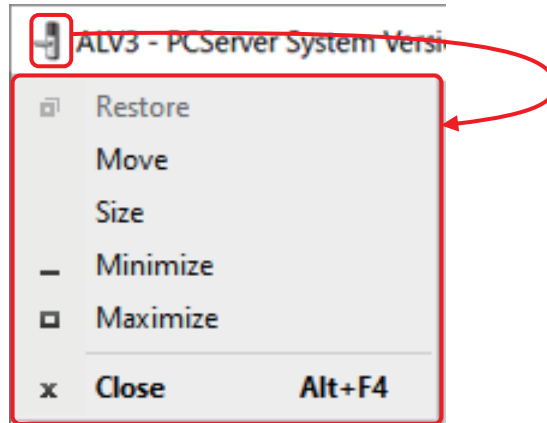 ALV3 - PCServer System Versi
Restore
Move
Size
Minimize
Maximize
Close Alt+F4